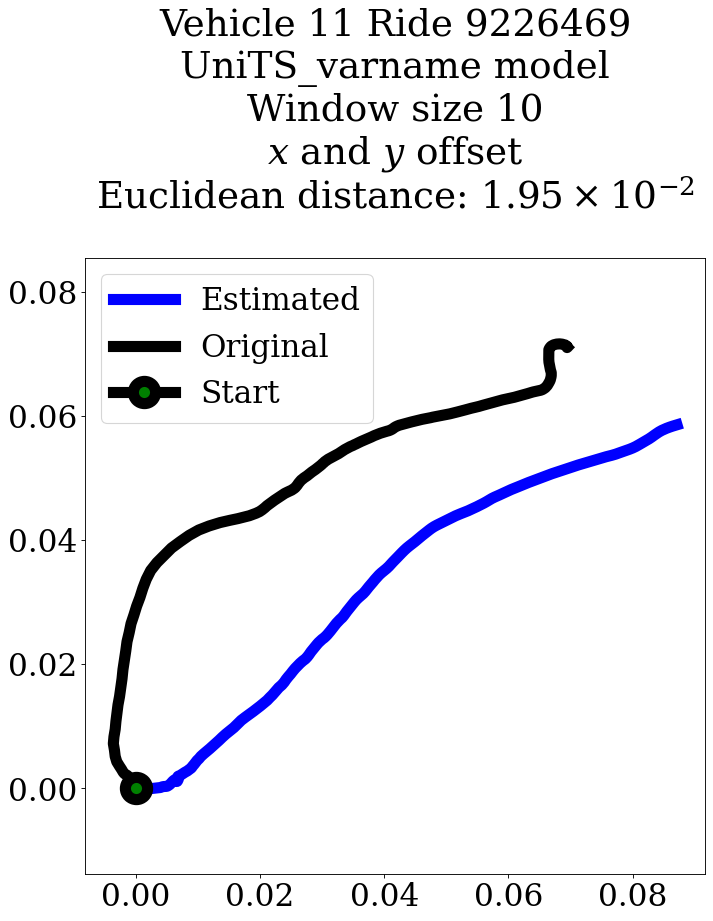 Vehicle 11 Ride 9226469
UniTS_varname model
Window size 10
x and y offset
Euclidean distance: 1.95 × 10⁻²
Estimated
Original
Start
0.08
0.06
0.04
0.02
0.00
0.00 0.02 0.04 0.06 0.08